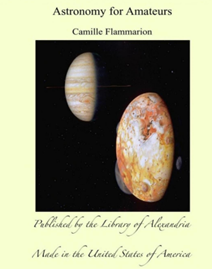 Astronomy for Amateurs
Camille Flammarion
Published by the Library of Alexandria
Made in the United States of America